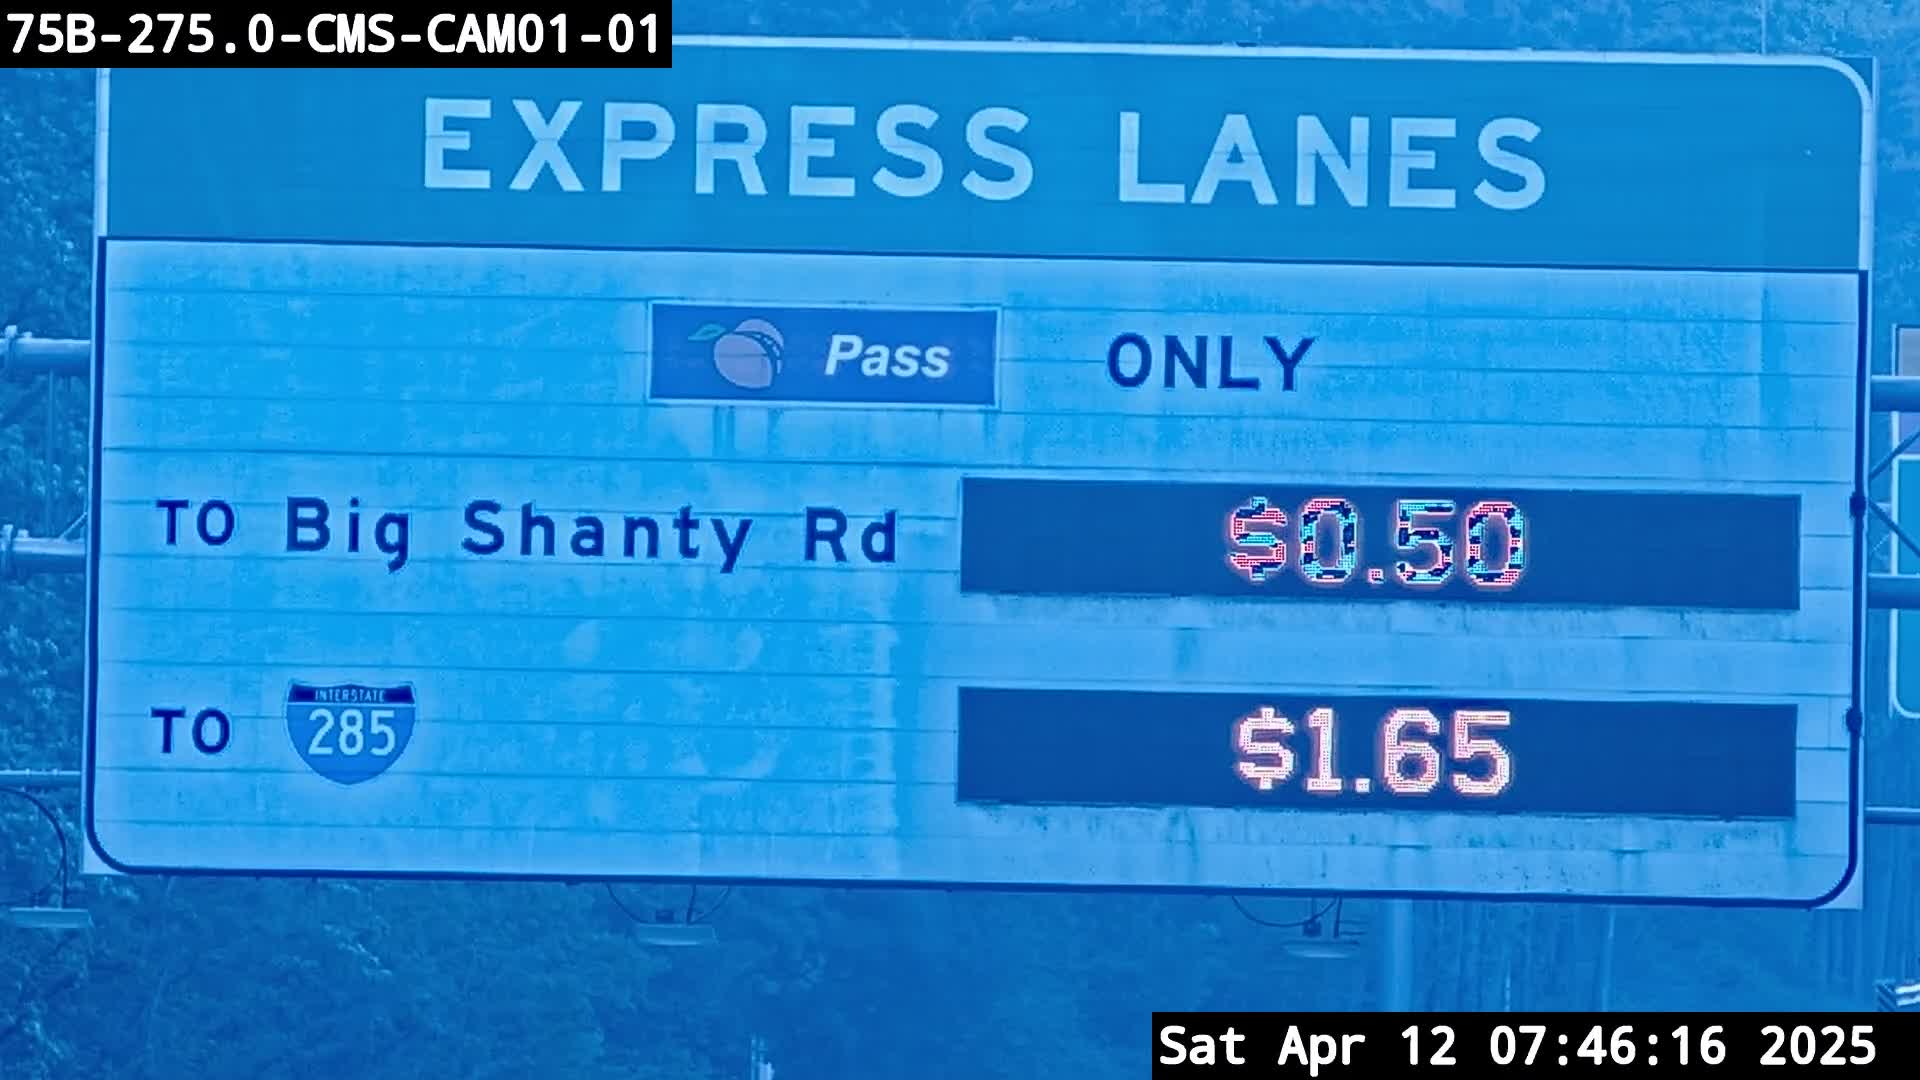 75B-275.0-CMS-CAM01-01
EXPRESS LANES
Pass ONLY
TO Big Shanty Rd $0.50
TO INTERSTATE 285 $1.65
Sat Apr 12 07:46:16 2025